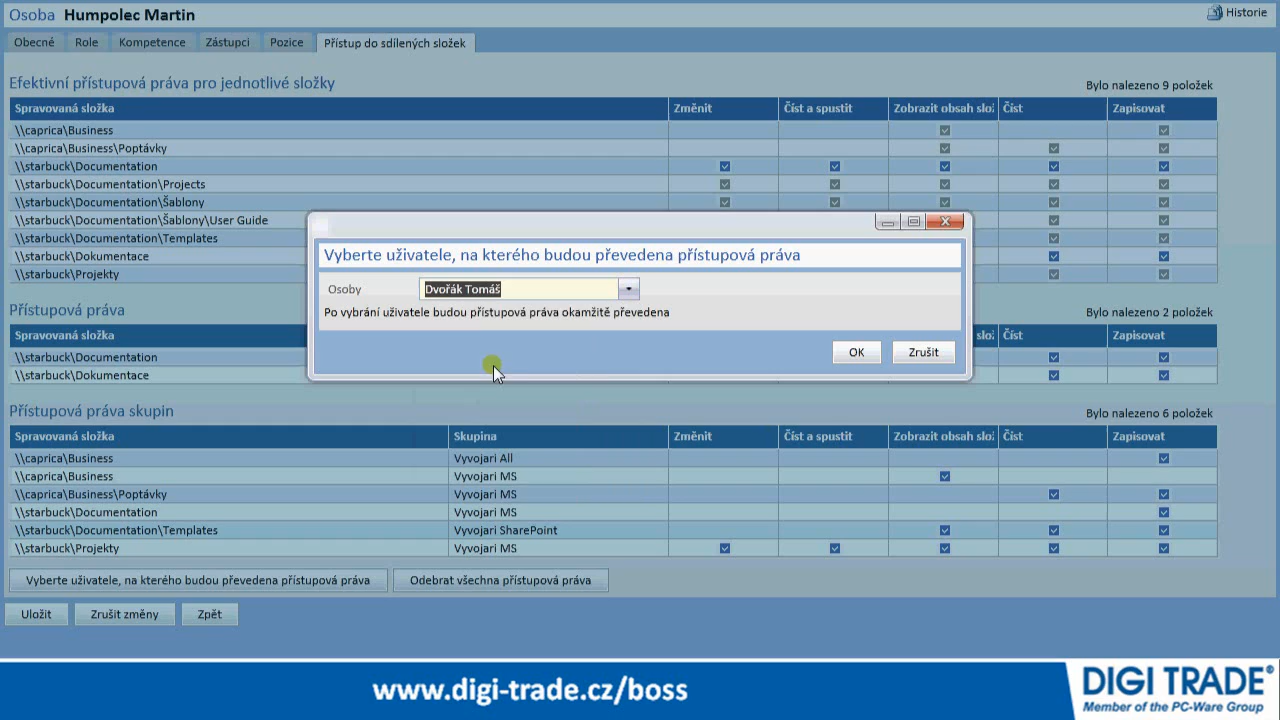 Osoba Humpolec Martin
Historie
Obecné Role Kompetence Zástupci Pozice Přístup do sdílených složek
Efektivní přístupová práva pro jednotlivé složky
Bylo nalezeno 9 položek
Spravovaná složka Změnit Číst a spustit Zobrazit obsah slož Číst Zapisovat
\\caprica\Business
\\caprica\Business\Poptávky
\\starbuck\Documentation
\\starbuck\Documentation\Projects
\\starbuck\Documentation\Šablony
\\starbuck\Documentation\Šablony\User Guide
\\starbuck\Documentation\Templates
\\starbuck\Dokumentace
\\starbuck\Projekty
Vyberte uživatele, na kterého budou převedena přístupová práva
Osoby Dvořák Tomáš
Po vybrání uživatele budou přístupová práva okamžitě převedena
OK Zrušit
Přístupová práva
Bylo nalezeno 2 položek
Spravovaná složka Číst Zapisovat
\\starbuck\Documentation
\\starbuck\Dokumentace
Přístupová práva skupin
Bylo nalezeno 6 položek
Spravovaná složka Skupina Změnit Číst a spustit Zobrazit obsah slož Číst Zapisovat
\\caprica\Business Vyvojari All
\\caprica\Business Vyvojari MS
\\caprica\Business\Poptávky Vyvojari MS
\\starbuck\Documentation Vyvojari MS
\\starbuck\Documentation\Templates Vyvojari SharePoint
\\starbuck\Projekty Vyvojari MS
Vyberte uživatele, na kterého budou převedena přístupová práva Odebrat všechna přístupová práva
Uložit Zrušit změny Zpět
www.digi-trade.cz/boss
DIGI TRADE®
Member of the PC-Ware Group